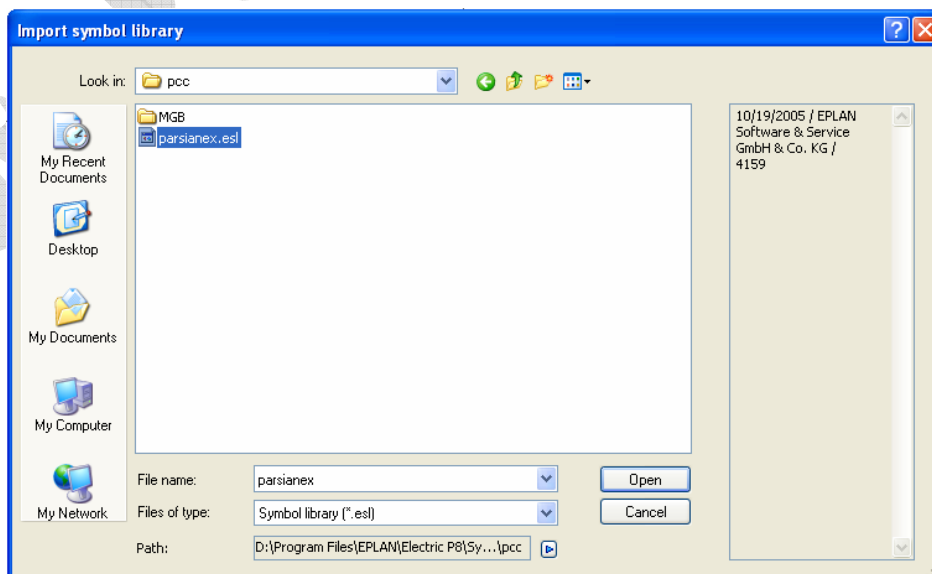 Import symbol library
Look in: pcc
MGB
parsianex.esl
10/19/2005 / EPLAN
Software & Service
GmbH & Co. KG /
4159
My Recent
Documents
Desktop
My Documents
My Computer
My Network
File name: parsianex Open
Files of type: Symbol library (*.esl) Cancel
Path: D:\Program Files\EPLAN\Electric P8\Sy...\pcc